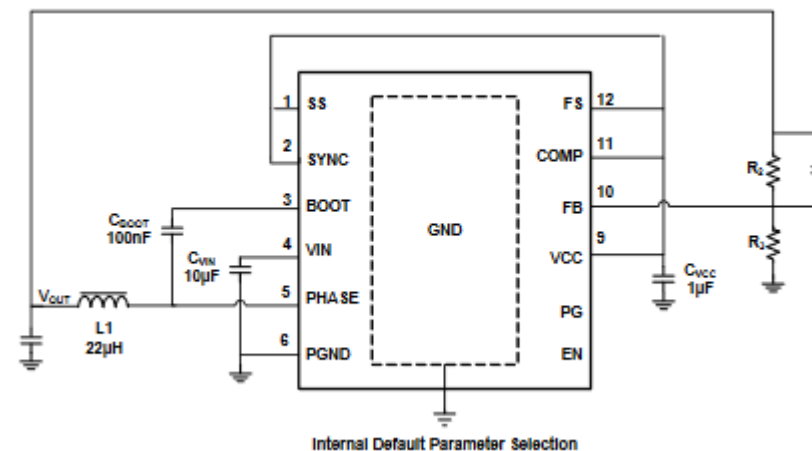 1 SS
2 SYNC
3 BOOT
4 VIN
5 PHASE
6 PGND
GND
FS 12
COMP 11
FB 10
VCC 9
PG
EN
CBOOT
100nF
CVIN
10µF
VOUT
L1
22µH
R2
R3
CVCC
1µF
Internal Default Parameter Selection